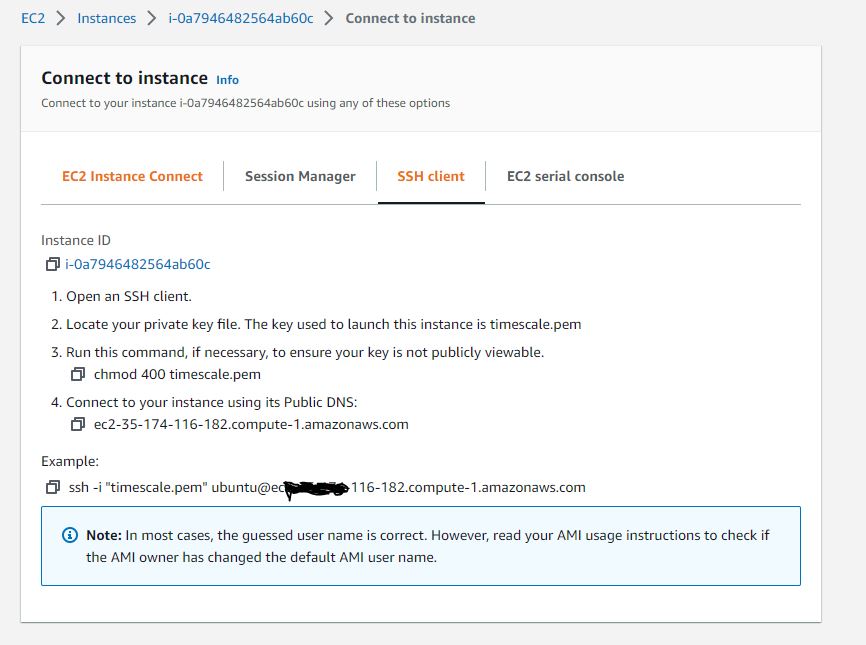 EC2 > Instances > i-0a7946482564ab60c > Connect to instance
Connect to instance Info
Connect to your instance i-0a7946482564ab60c using any of these options
EC2 Instance Connect Session Manager SSH client EC2 serial console
Instance ID
i-0a7946482564ab60c
1. Open an SSH client.
2. Locate your private key file. The key used to launch this instance is timescale.pem
3. Run this command, if necessary, to ensure your key is not publicly viewable.
chmod 400 timescale.pem
4. Connect to your instance using its Public DNS:
ec2-35-174-116-182.compute-1.amazonaws.com
Example:
ssh -i "timescale.pem" ubuntu@ec -116-182.compute-1.amazonaws.com
Note: In most cases, the guessed user name is correct. However, read your AMI usage instructions to check if
the AMI owner has changed the default AMI user name.